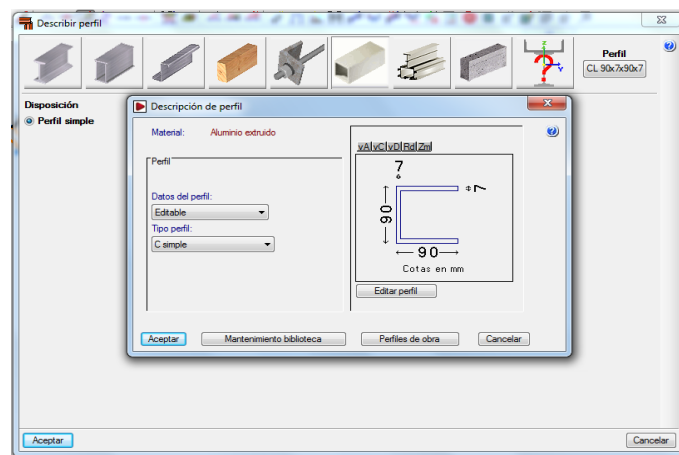 Describir perfil
Perfil
CL 90x7x90x7
Disposición
Perfil simple
Descripción de perfil
Material: Aluminio extruido
Perfil
Datos del perfil:
Editable
Tipo perfil:
C simple
vA vC vD Rd Zm
7
7
90
90
Cotas en mm
Editar perfil
Aceptar Mantenimiento biblioteca Perfiles de obra Cancelar
Aceptar Cancelar